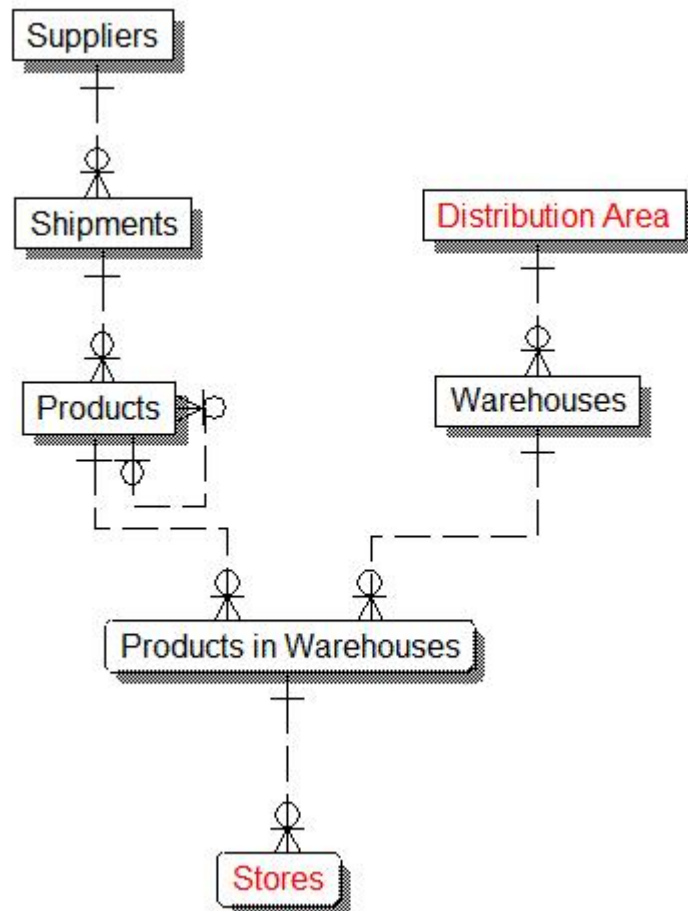 Suppliers
Shipments
Distribution Area
Products
Warehouses
Products in Warehouses
Stores